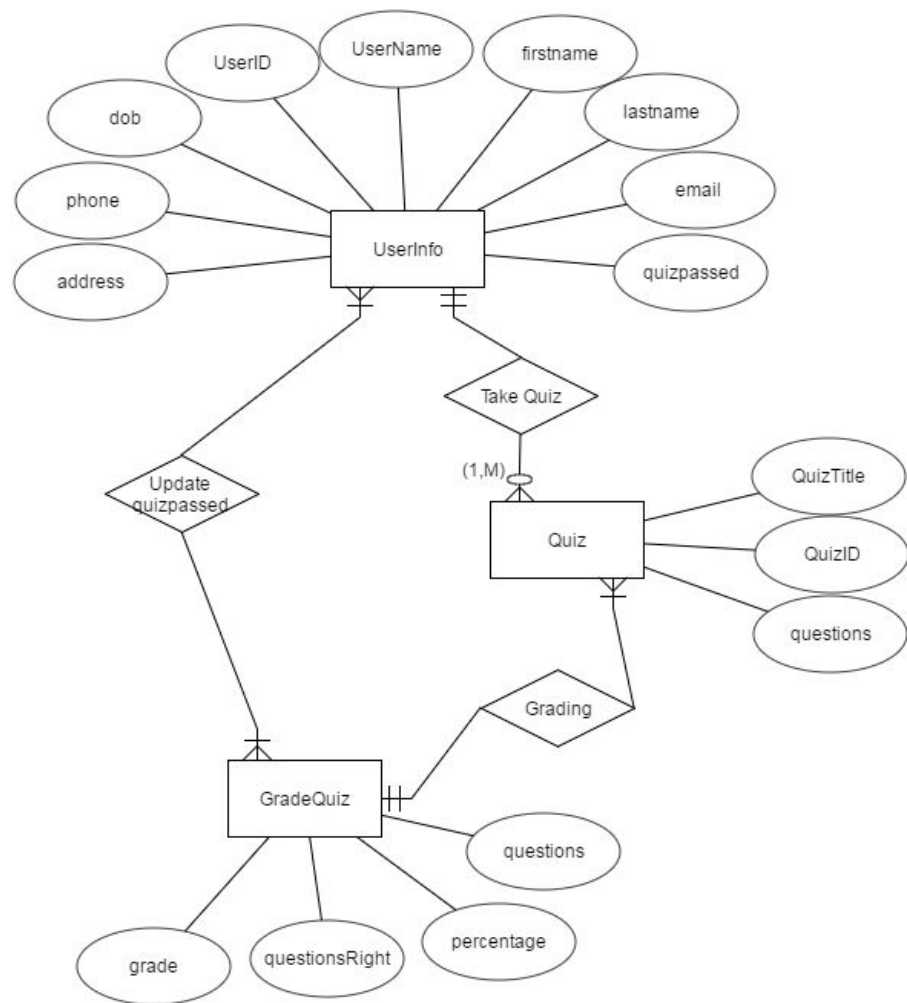 UserName
firstname
UserID
lastname
dob
email
phone
UserInfo
quizpassed
address
Take Quiz
(1,M)
QuizTitle
Update
quizpassed
Quiz
QuizID
questions
Grading
GradeQuiz
questions
percentage
questionsRight
grade